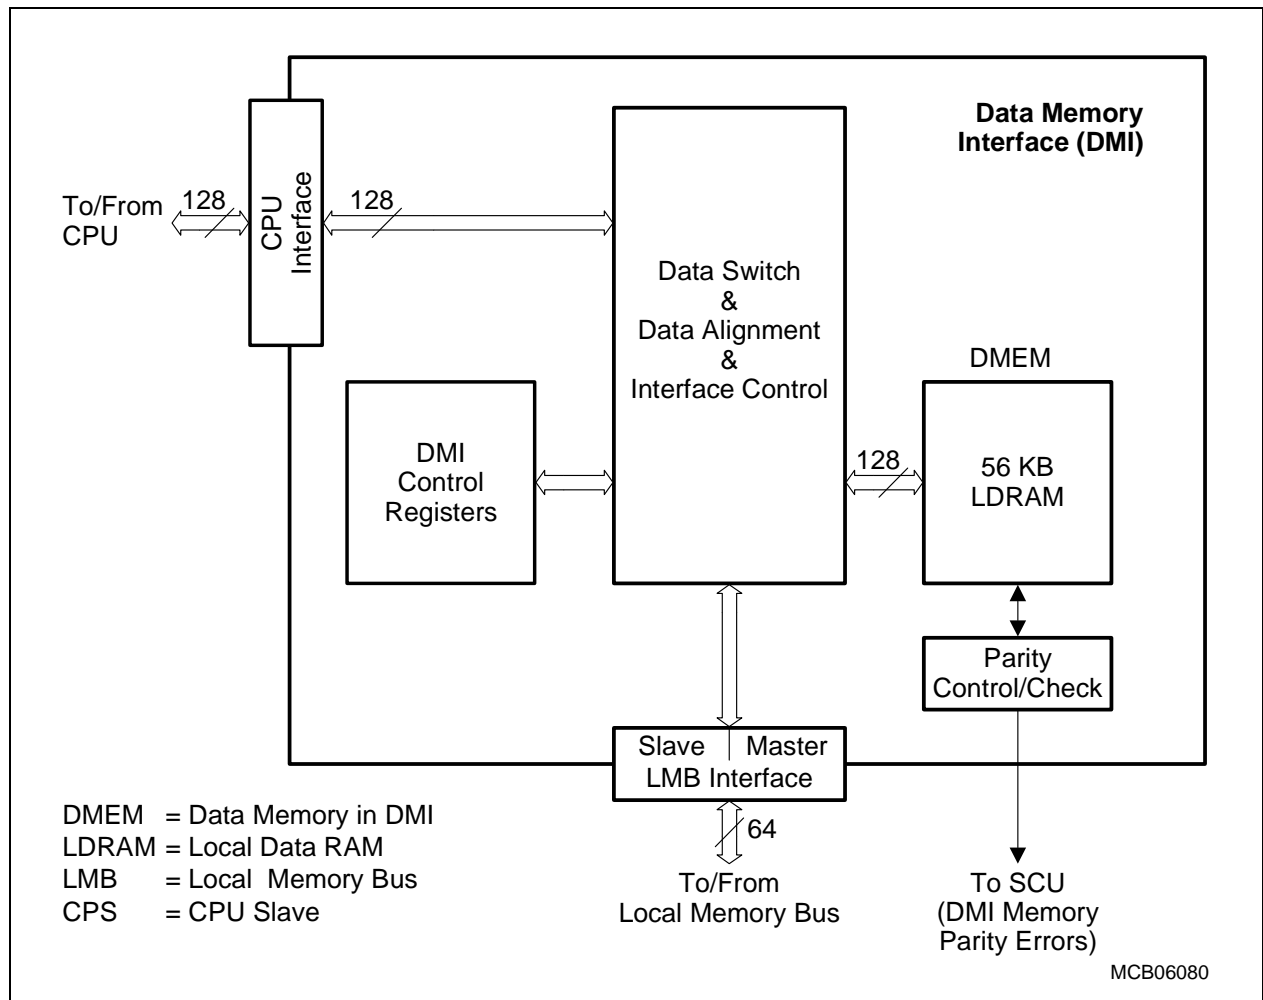 Data Memory
Interface (DMI)
To/From
CPU
128
CPU
Interface
128
Data Switch
&
Data Alignment
&
Interface Control
DMEM
DMI
Control
Registers
128
56 KB
LDRAM
Parity
Control/Check
Slave Master
LMB Interface
64
To/From
Local Memory Bus
To SCU
(DMI Memory
Parity Errors)
DMEM = Data Memory in DMI
LDRAM = Local Data RAM
LMB = Local Memory Bus
CPS = CPU Slave
MCB06080